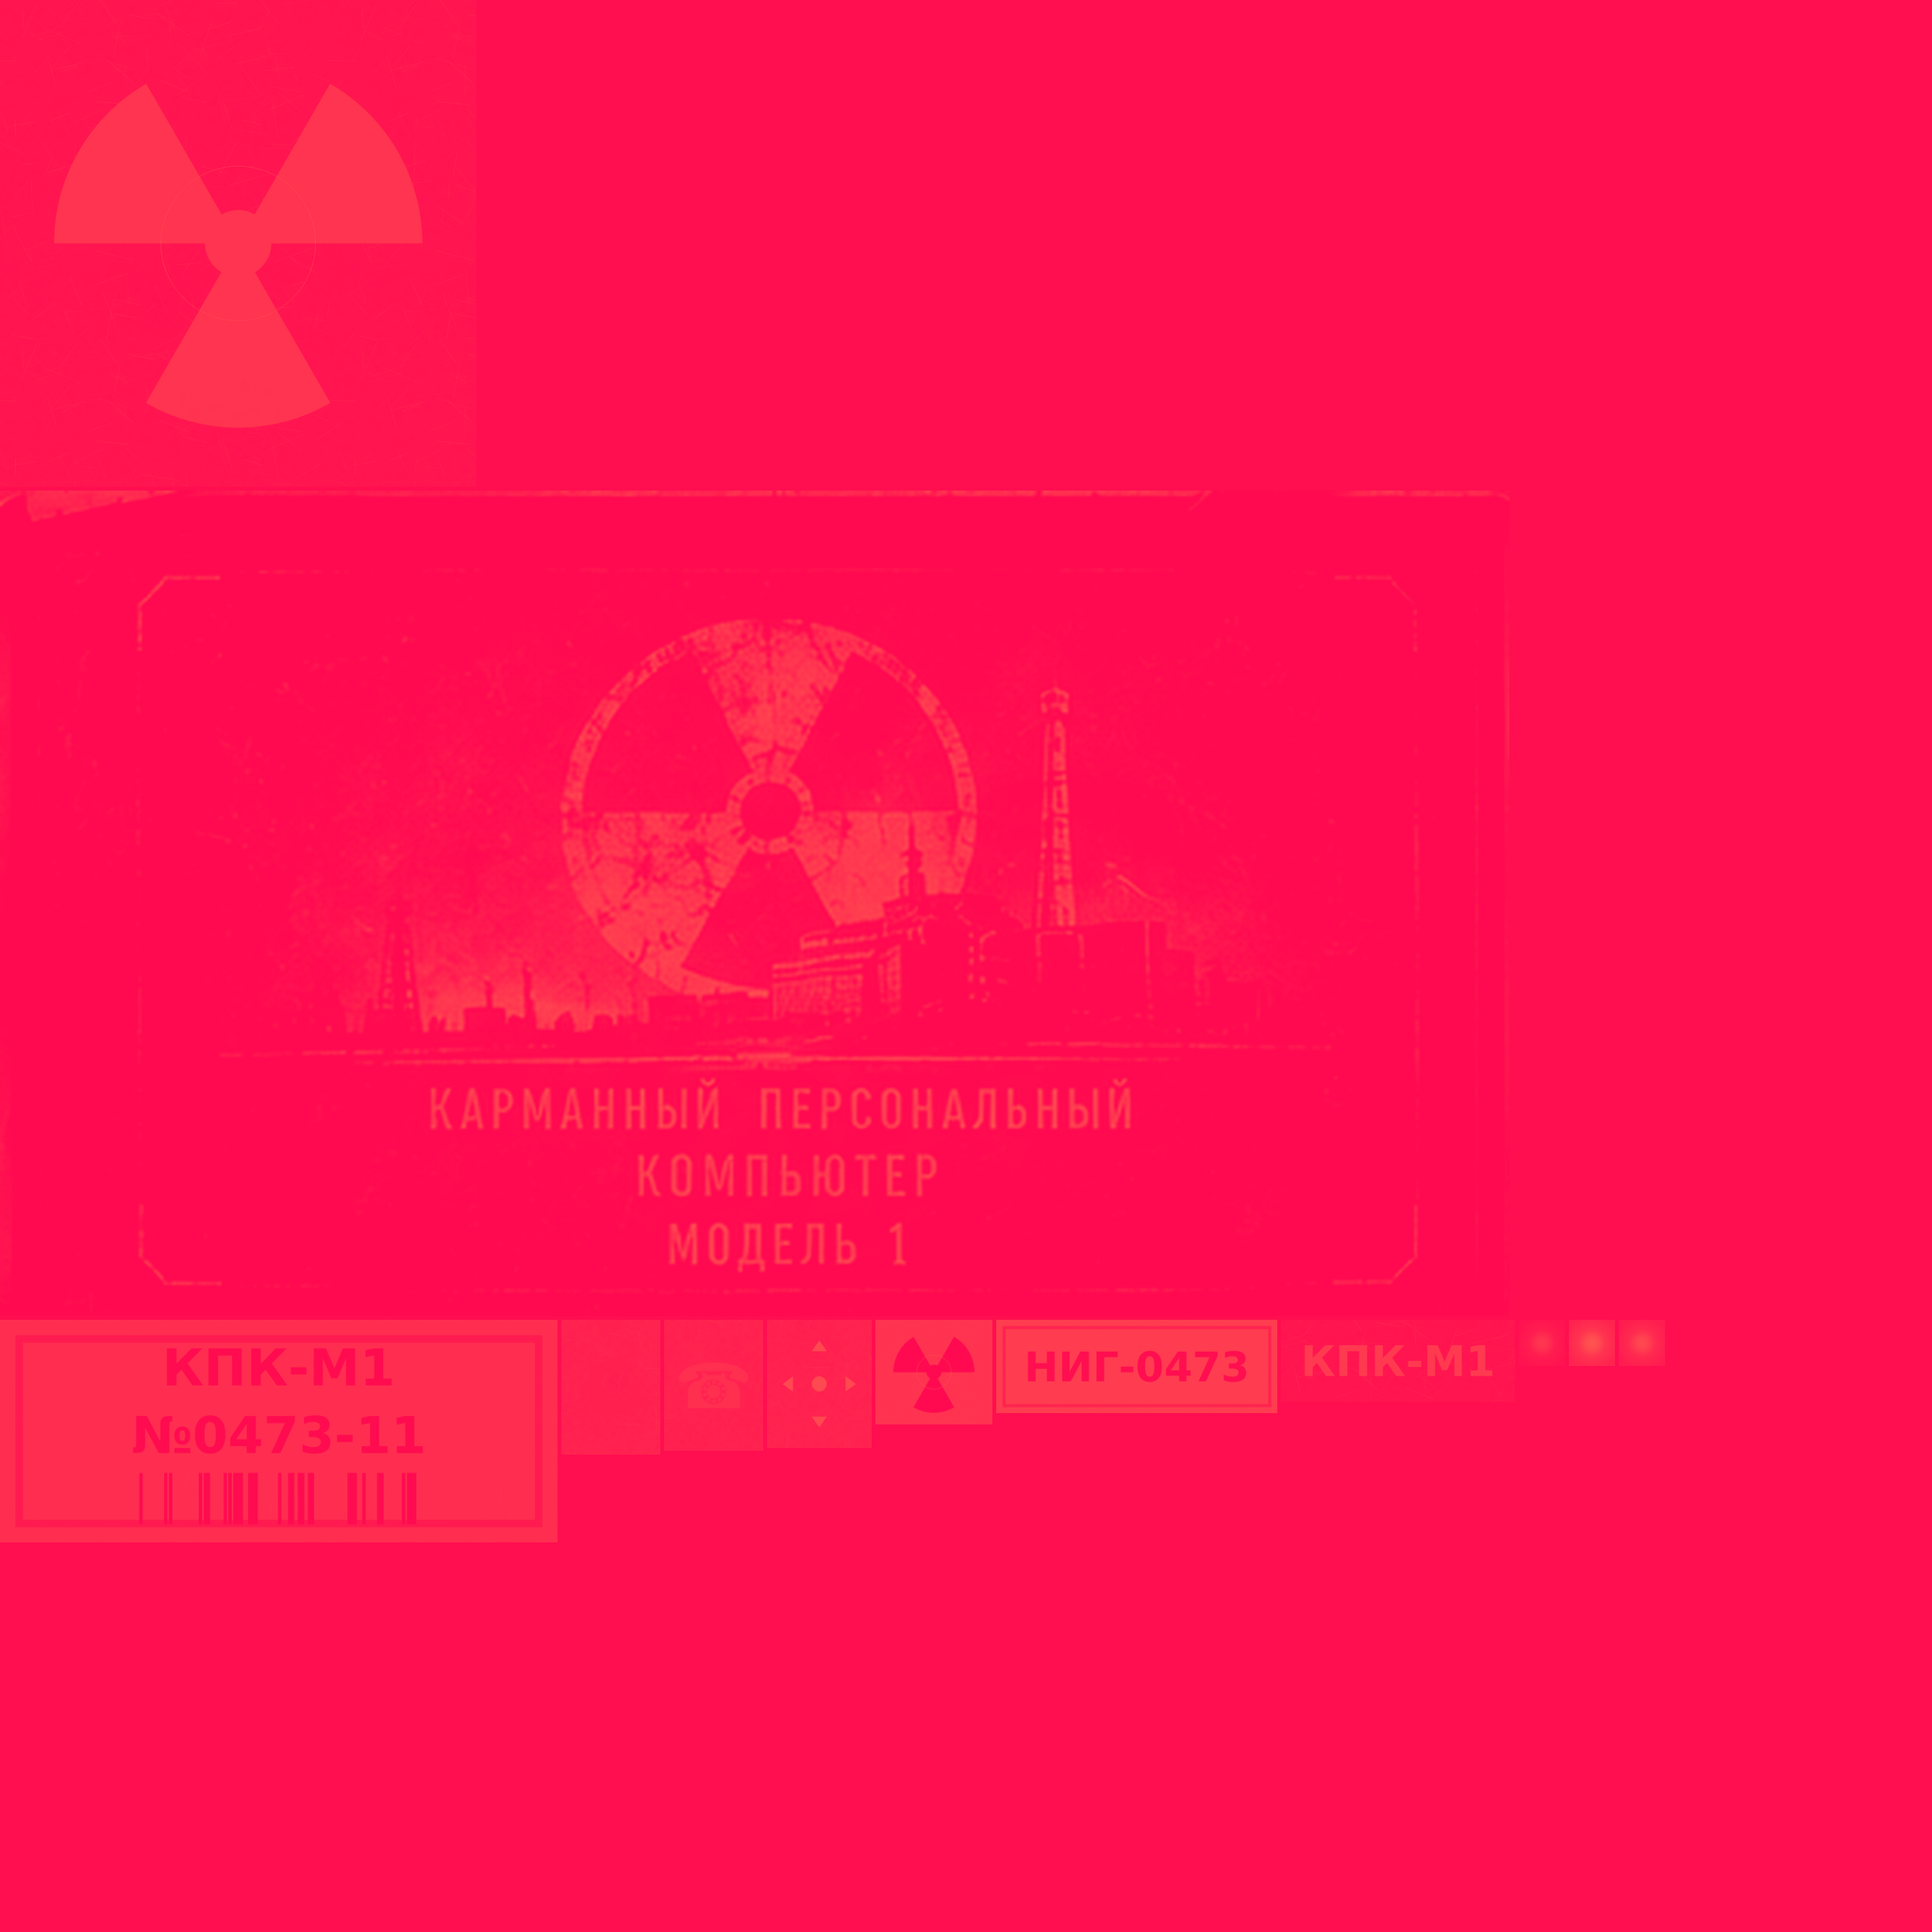 КАРМАННЫЙ ПЕРСОНАЛЬНЫЙ
КОМПЬЮТЕР
МОДЕЛЬ 1
КПК-М1
№0473-11
НИГ-0473
КПК-М1